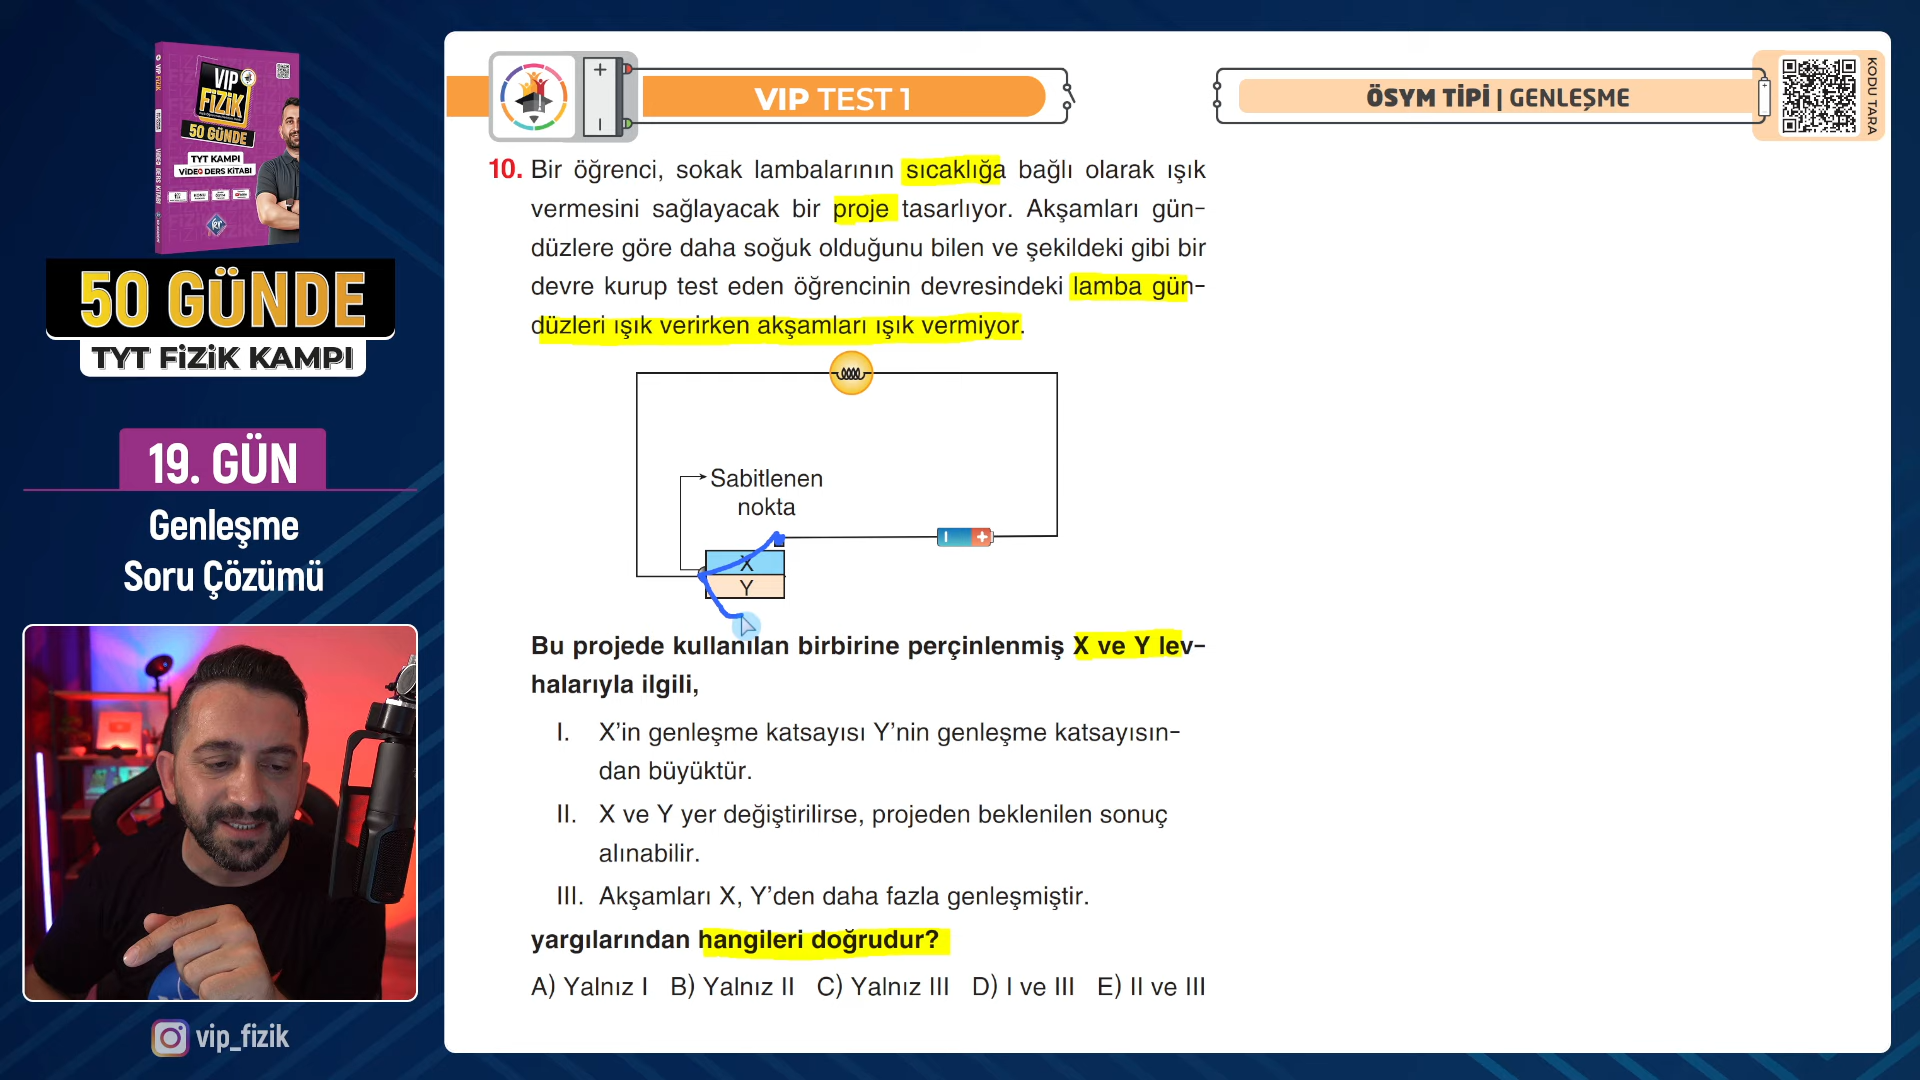 VIP
FİZİK
50 GÜNDE
TYT KAMPI
VİDEO DERS KİTABI
50 GÜNDE
TYT FİZİK KAMPI
19. GÜN
Genleşme
Soru Çözümü
vip_fizik
VIP TEST 1
ÖSYM TİPİ | GENLEŞME
KODU TARA
10. Bir öğrenci, sokak lambalarının sıcaklığa bağlı olarak ışık
vermesini sağlayacak bir proje tasarlıyor. Akşamları gün-
düzlere göre daha soğuk olduğunu bilen ve şekildeki gibi bir
devre kurup test eden öğrencinin devresindeki lamba gün-
düzleri ışık verirken akşamları ışık vermiyor.
Sabitlenen
nokta
X
Y
Bu projede kullanılan birbirine perçinlenmiş X ve Y lev-
halarıyla ilgili,
I. X’in genleşme katsayısı Y’nin genleşme katsayısın-
dan büyüktür.
II. X ve Y yer değiştirilirse, projeden beklenilen sonuç
alınabilir.
III. Akşamları X, Y’den daha fazla genleşmiştir.
yargılarından hangileri doğrudur?
A) Yalnız I B) Yalnız II C) Yalnız III D) I ve III E) II ve III